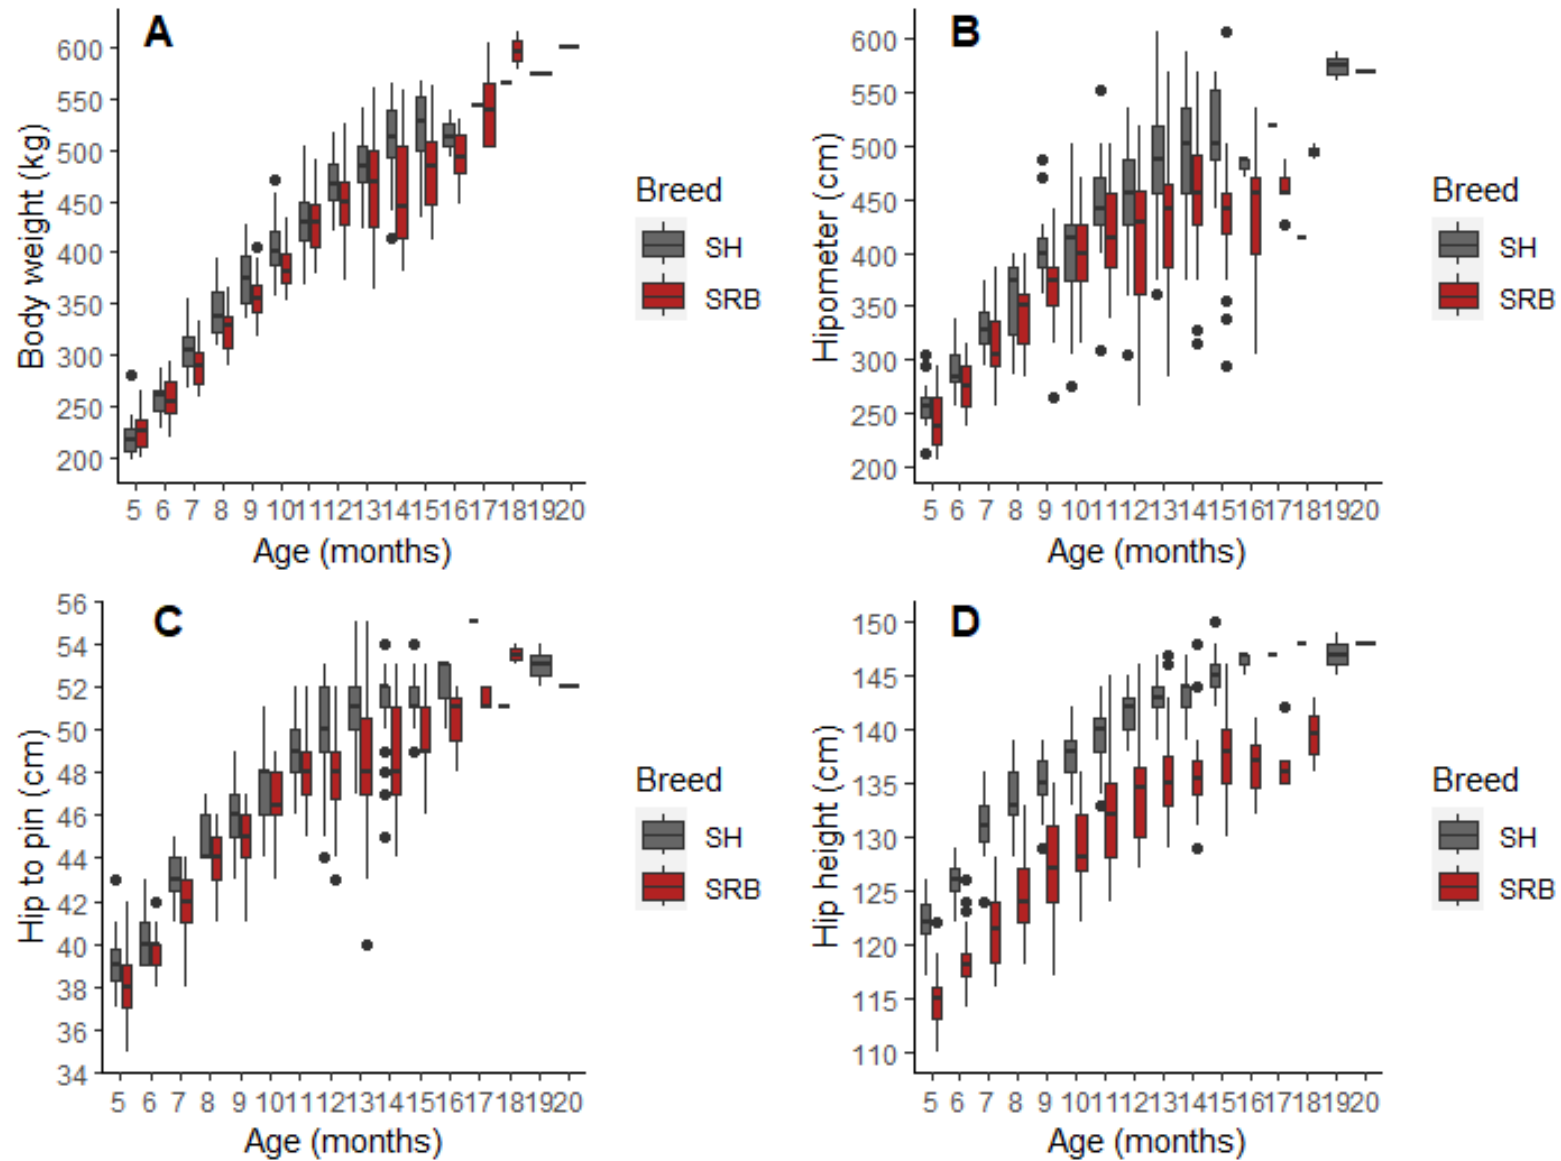 A
600
550
500
450
400
350
300
250
200
Body weight (kg)
5 6 7 8 9 1011121314151617181920
Age (months)
Breed
SH
SRB
B
600
550
500
450
400
350
300
250
200
Hipometer (cm)
5 6 7 8 9 1011121314151617181920
Age (months)
Breed
SH
SRB
C
56
54
52
50
48
46
44
42
40
38
36
34
Hip to pin (cm)
5 6 7 8 9 1011121314151617181920
Age (months)
Breed
SH
SRB
D
150
145
140
135
130
125
120
115
110
Hip height (cm)
5 6 7 8 9 1011121314151617181920
Age (months)
Breed
SH
SRB